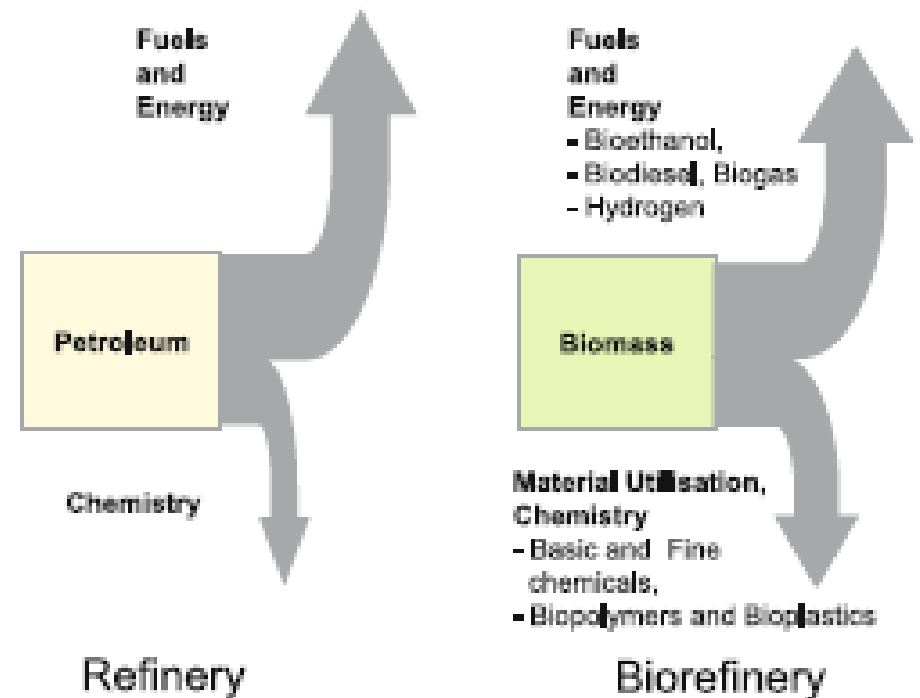 Fuels
and
Energy
Petroleum
Chemistry
Refinery
Fuels
and
Energy
- Bioethanol,
- Biodiesel, Biogas
- Hydrogen
Biomass
Material Utilisation,
Chemistry
- Basic and Fine
chemicals,
- Biopolymers and Bioplastics
Biorefinery